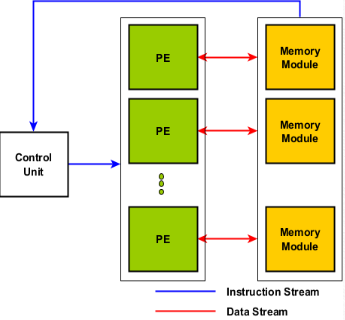 PE
Memory
Module
PE
Memory
Module
Control
Unit
PE
Memory
Module
Instruction Stream
Data Stream